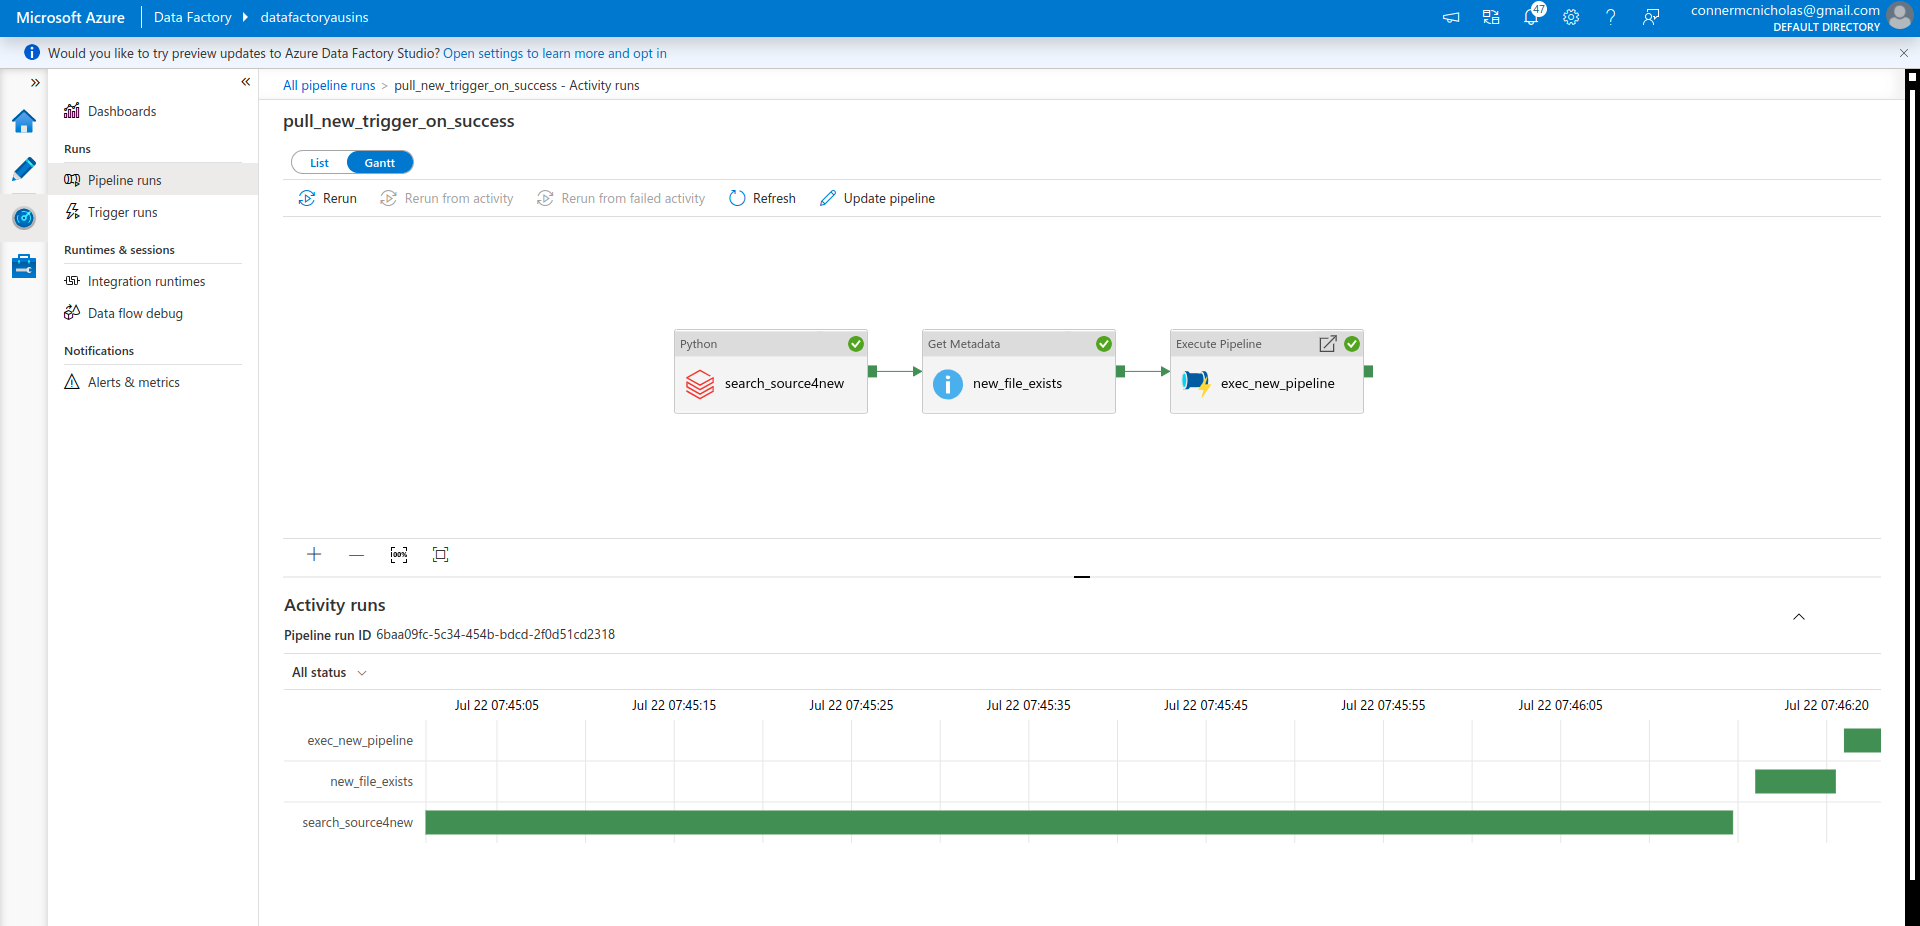 Microsoft Azure
Data Factory
datafactoryausins
47
connermcnicholas@gmail.com
DEFAULT DIRECTORY
Would you like to try preview updates to Azure Data Factory Studio? Open settings to learn more and opt in
Dashboards
Runs
Pipeline runs
Trigger runs
Runtimes & sessions
Integration runtimes
Data flow debug
Notifications
Alerts & metrics
All pipeline runs > pull_new_trigger_on_success - Activity runs
pull_new_trigger_on_success
List Gantt
Rerun Rerun from activity Rerun from failed activity Refresh Update pipeline
Python
search_source4new
Get Metadata
new_file_exists
Execute Pipeline
exec_new_pipeline
Activity runs
Pipeline run ID 6baa09fc-5c34-454b-bdcd-2f0d51cd2318
All status
Jul 22 07:45:05 Jul 22 07:45:15 Jul 22 07:45:25 Jul 22 07:45:35 Jul 22 07:45:45 Jul 22 07:45:55 Jul 22 07:46:05 Jul 22 07:46:20
exec_new_pipeline
new_file_exists
search_source4new